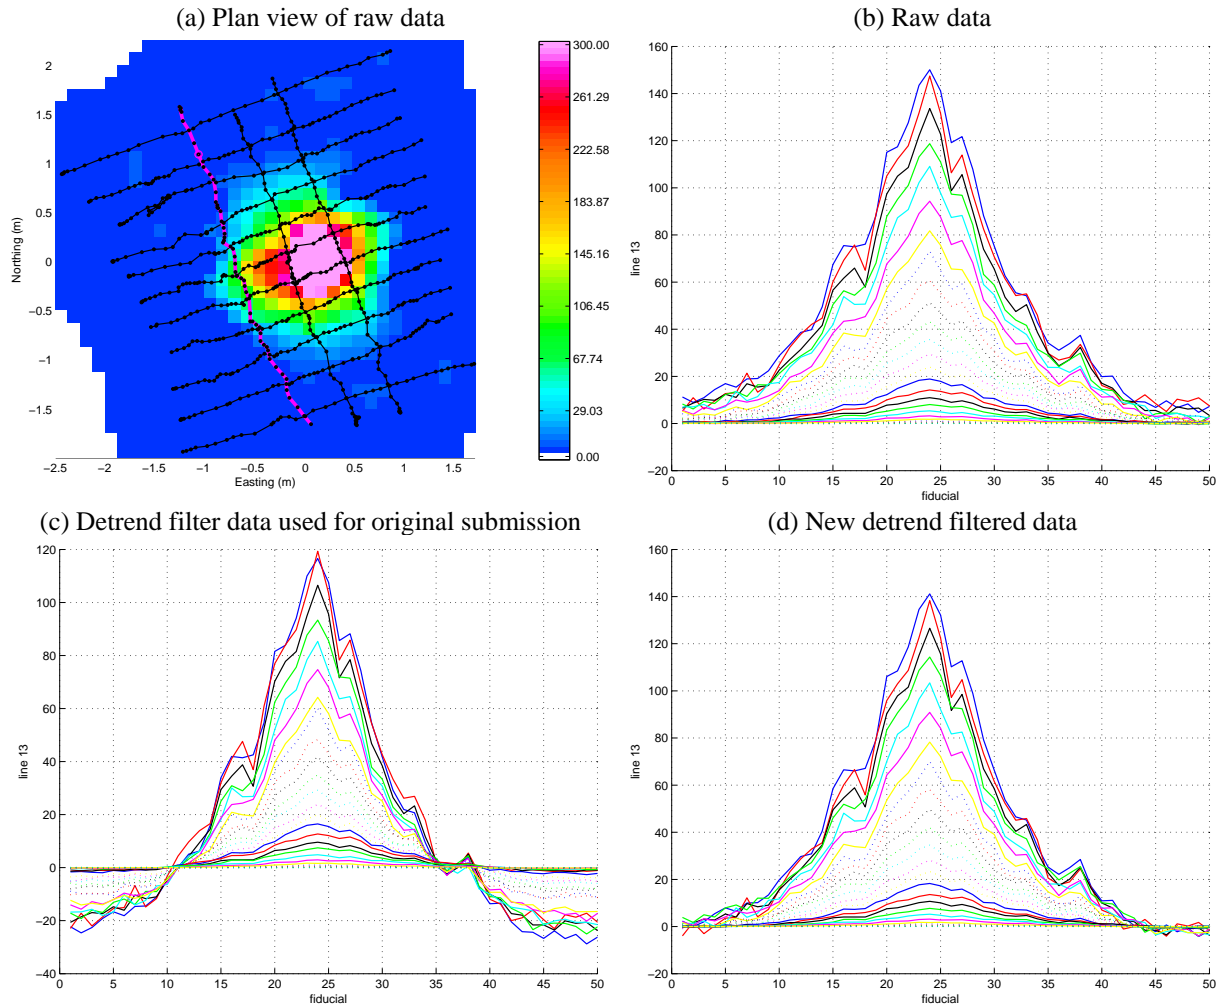 (a) Plan view of raw data
2
1.5
1
0.5
0
−0.5
−1
−1.5
Northing (m)
−2.5 −2 −1.5 −1 −0.5 0 0.5 1 1.5
Easting (m)
300.00
261.29
222.58
183.87
145.16
106.45
67.74
29.03
0.00
(b) Raw data
160
140
120
100
80
60
40
20
0
−20
line 13
0 5 10 15 20 25 30 35 40 45 50
fiducial
(c) Detrend filter data used for original submission
120
100
80
60
40
20
0
−20
−40
line 13
0 5 10 15 20 25 30 35 40 45 50
fiducial
(d) New detrend filtered data
160
140
120
100
80
60
40
20
0
−20
line 13
0 5 10 15 20 25 30 35 40 45 50
fiducial